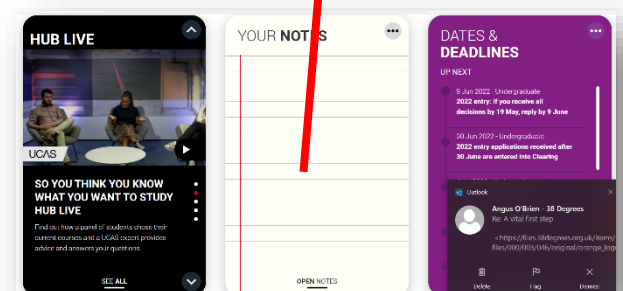 HUB LIVE
UCAS
SO YOU THINK YOU KNOW
WHAT YOU WANT TO STUDY
HUB LIVE
Find out how a panel of students chose their
current courses and a UCAS expert provides
advice and answers your questions.
SEE ALL
YOUR NOTES
OPEN NOTES
DATES &
DEADLINES
UP NEXT
9 Jun 2022 - Undergraduate
2022 entry: if you receive all
decisions by 19 May, reply by 9 June
30 Jun 2022 - Undergraduate
2022 entry applications received after
30 June are entered into Clearing
Outlook
Angus O'Brien - 38 Degrees
Re: A vital first step
<https://files.38degrees.org.uk/items/
files/000/003/046/original/orange_logo
Delete
Flag
Dismiss